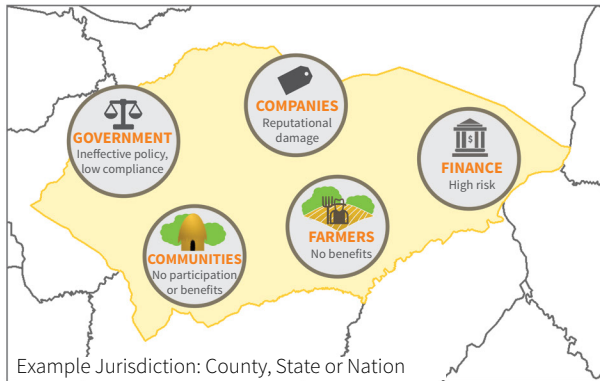 COMPANIES
Reputational
damage
GOVERNMENT
Ineffective policy,
low compliance
$
FINANCE
High risk
COMMUNITIES
No participation
or benefits
FARMERS
No benefits
Example Jurisdiction: County, State or Nation